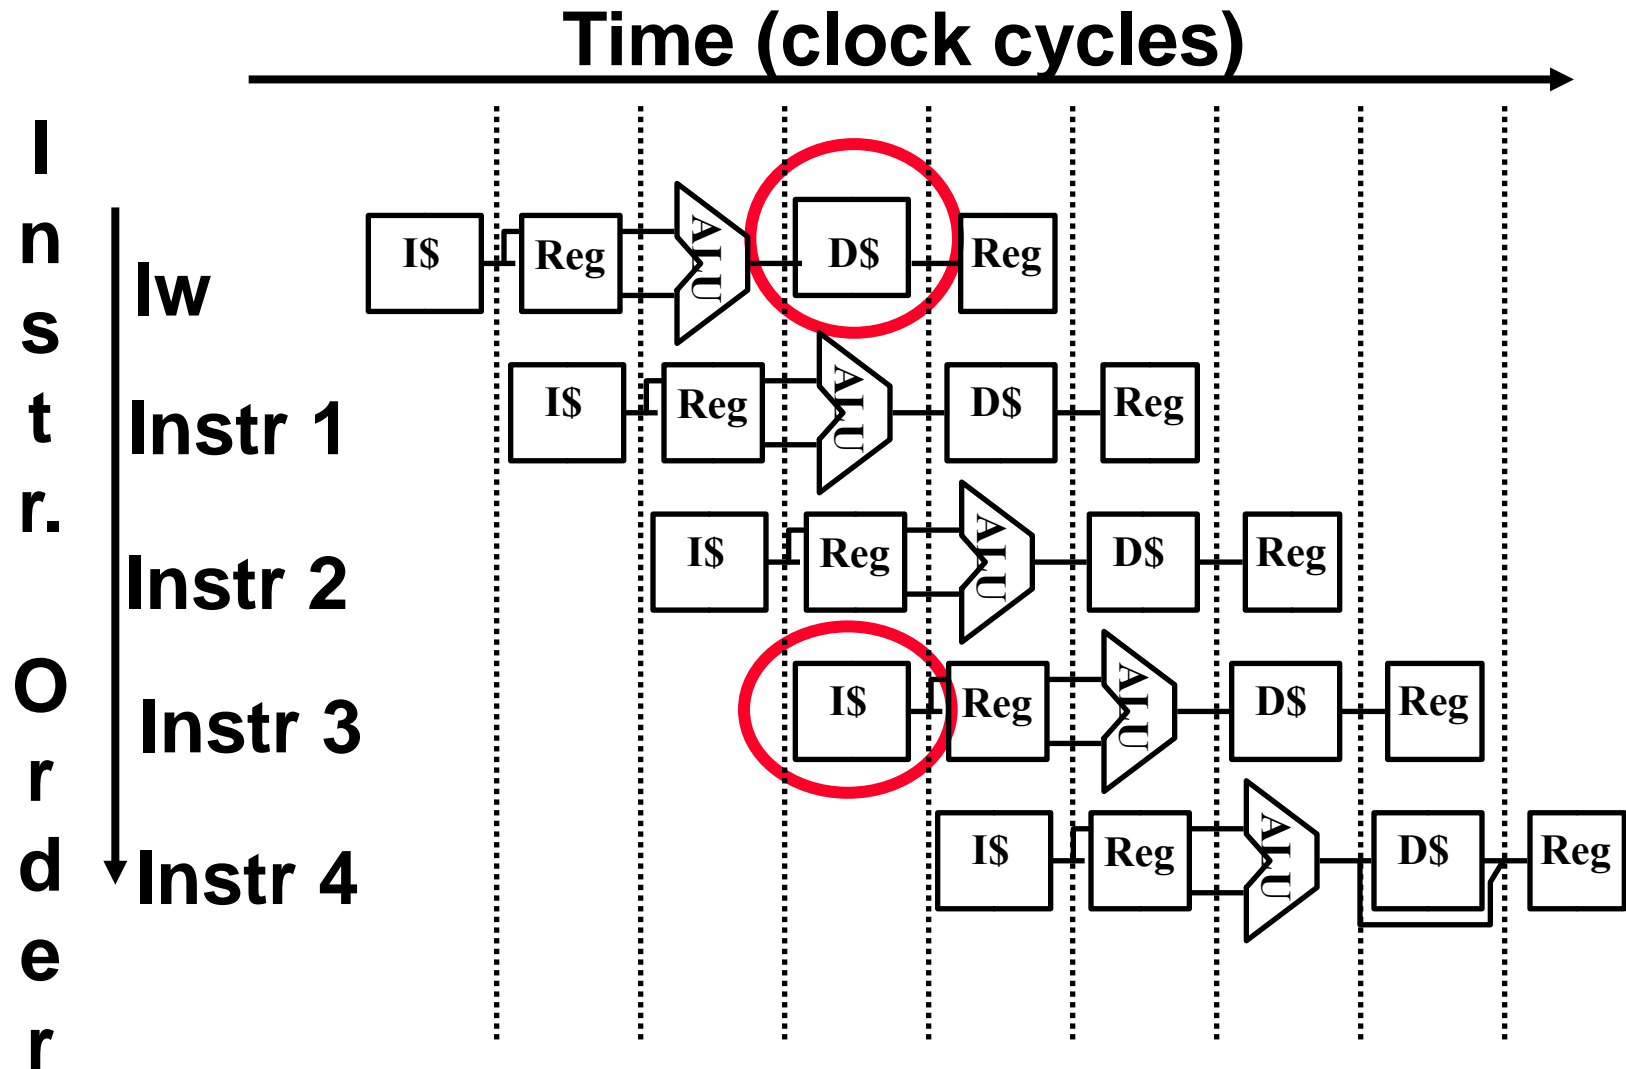 Time (clock cycles)
I
n
s
t
r.
O
r
d
e
r
lw
I$
Reg
ALU
D$
Reg
Instr 1
I$
Reg
ALU
D$
Reg
Instr 2
I$
Reg
ALU
D$
Reg
Instr 3
I$
Reg
ALU
D$
Reg
Instr 4
I$
Reg
ALU
D$
Reg